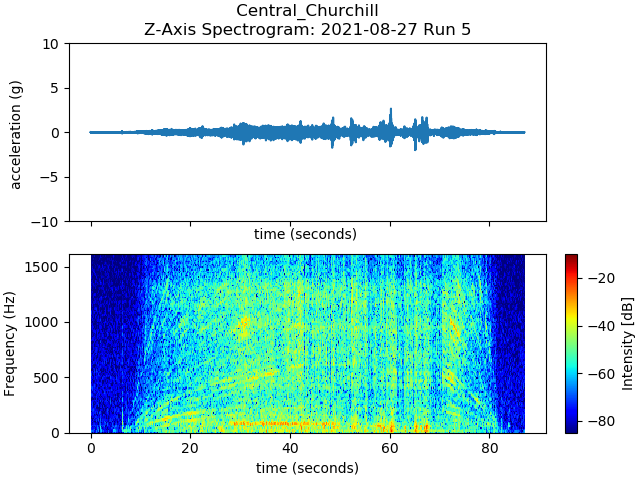 Central_Churchill
Z-Axis Spectrogram: 2021-08-27 Run 5
10
5
0
−5
−10
acceleration (g)
time (seconds)
1500
1000
500
0
Frequency (Hz)
0 20 40 60 80
time (seconds)
−20
−40
−60
−80
Intensity [dB]